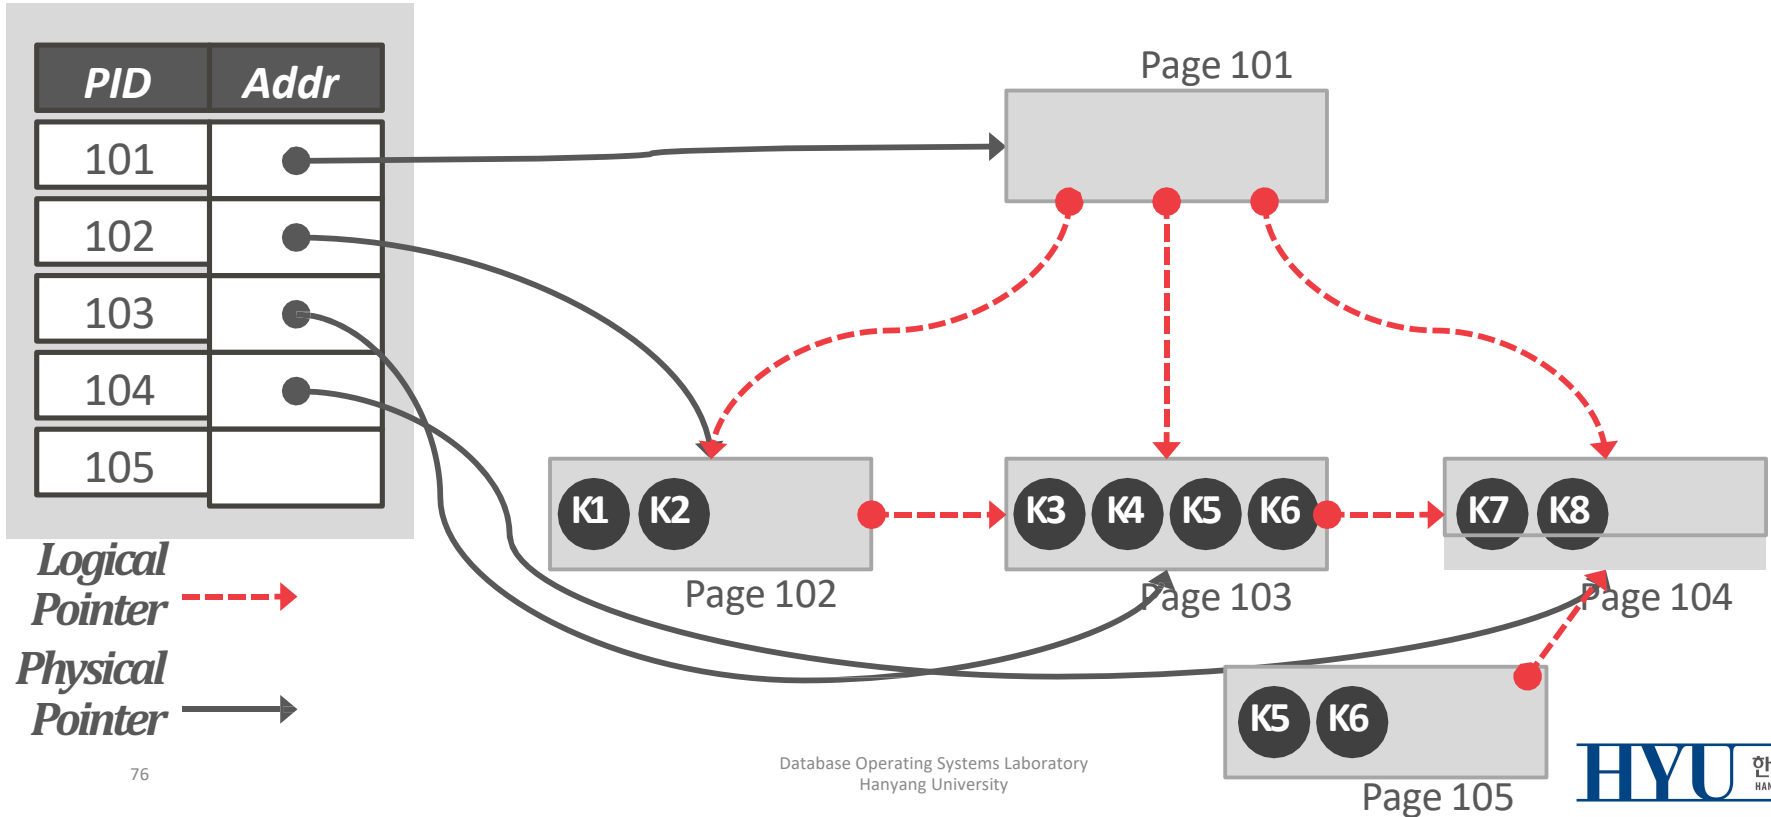 PID Addr
101
102
103
104
105
Logical
Pointer
Physical
Pointer
Page 101
K1 K2
Page 102
K3 K4 K5 K6
Page 103
K7 K8
Page 104
K5 K6
Page 105
76
Database Operating Systems Laboratory
Hanyang University
HYU
한
HAN